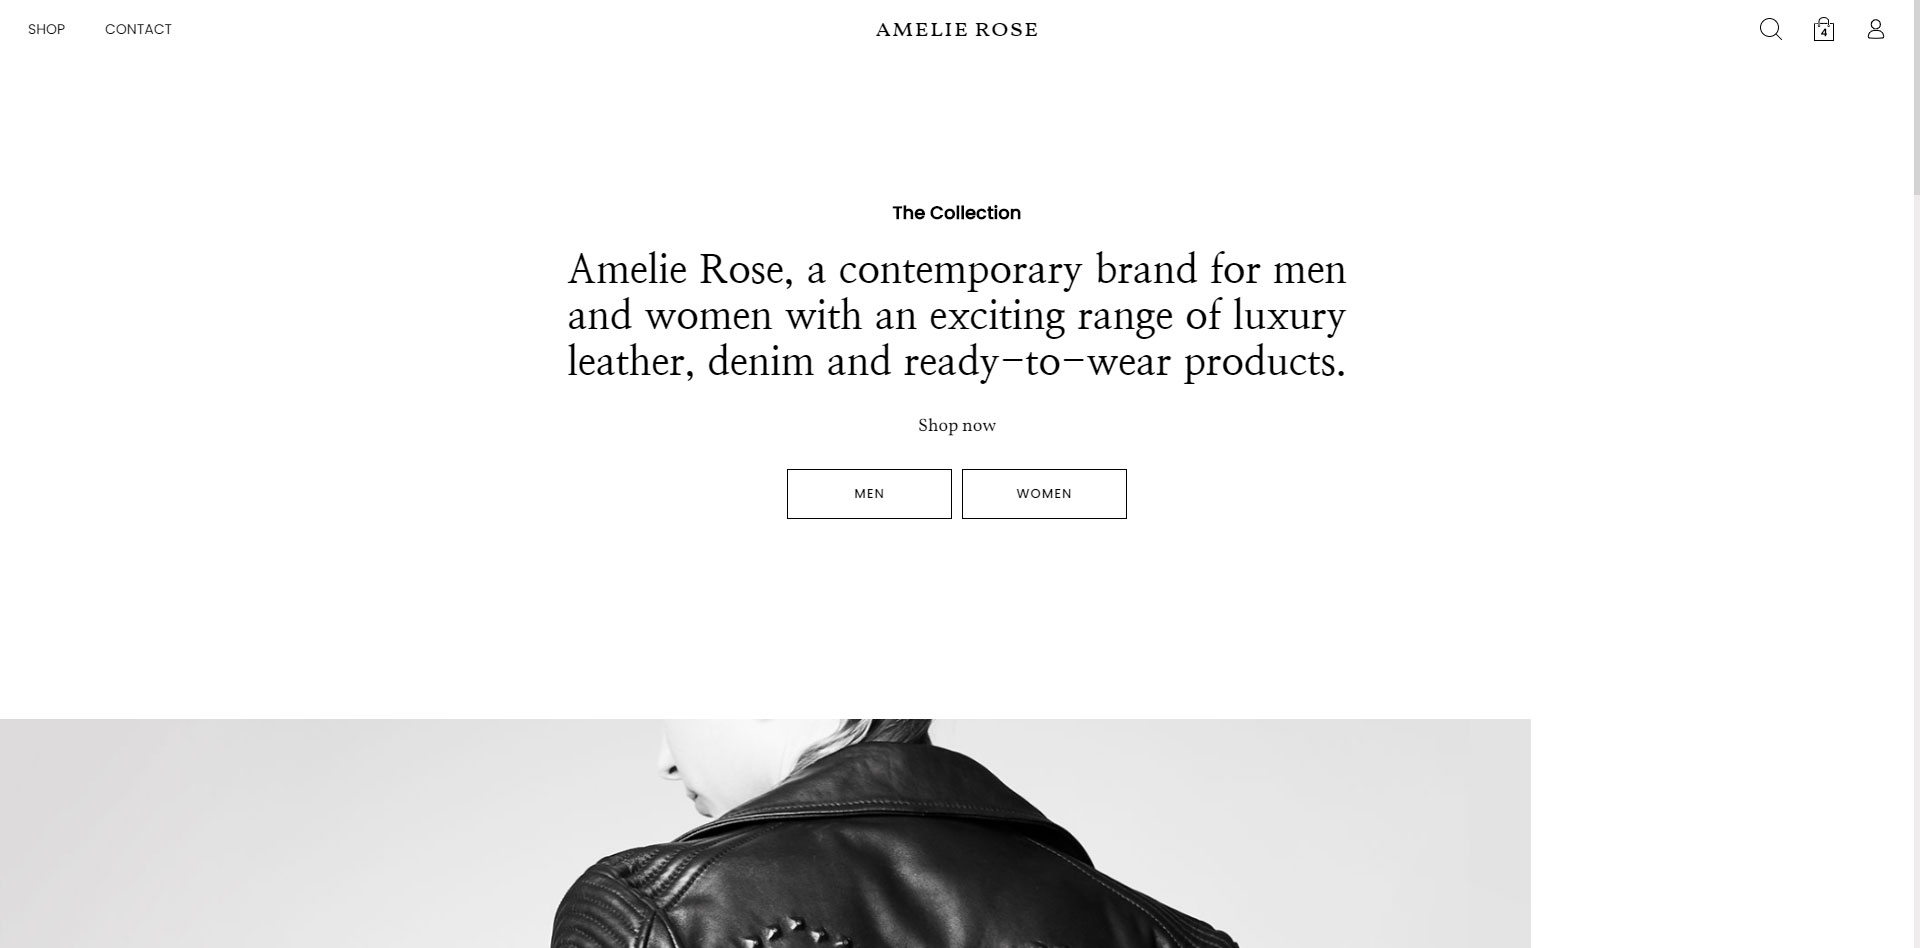 SHOP
CONTACT
AMELIE ROSE
4
The Collection
Amelie Rose, a contemporary brand for men
and women with an exciting range of luxury
leather, denim and ready-to-wear products.
Shop now
MEN
WOMEN